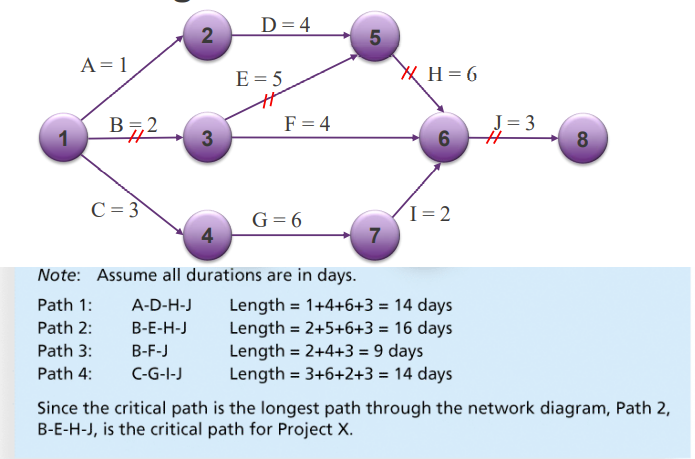 D = 4
2
5
A = 1
E = 5
H = 6
B = 2
F = 4
J = 3
1
3
6
8
C = 3
G = 6
I = 2
4
7
Note: Assume all durations are in days.
Path 1: A-D-H-J Length = 1+4+6+3 = 14 days
Path 2: B-E-H-J Length = 2+5+6+3 = 16 days
Path 3: B-F-J Length = 2+4+3 = 9 days
Path 4: C-G-I-J Length = 3+6+2+3 = 14 days
Since the critical path is the longest path through the network diagram, Path 2,
B-E-H-J, is the critical path for Project X.